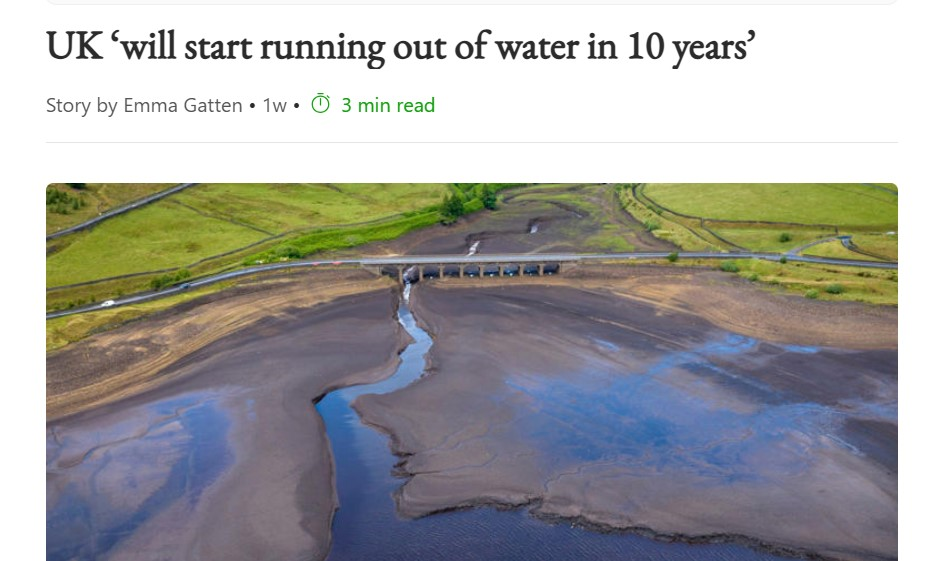 UK ‘will start running out of water in 10 years’
Story by Emma Gatten • 1w • 3 min read